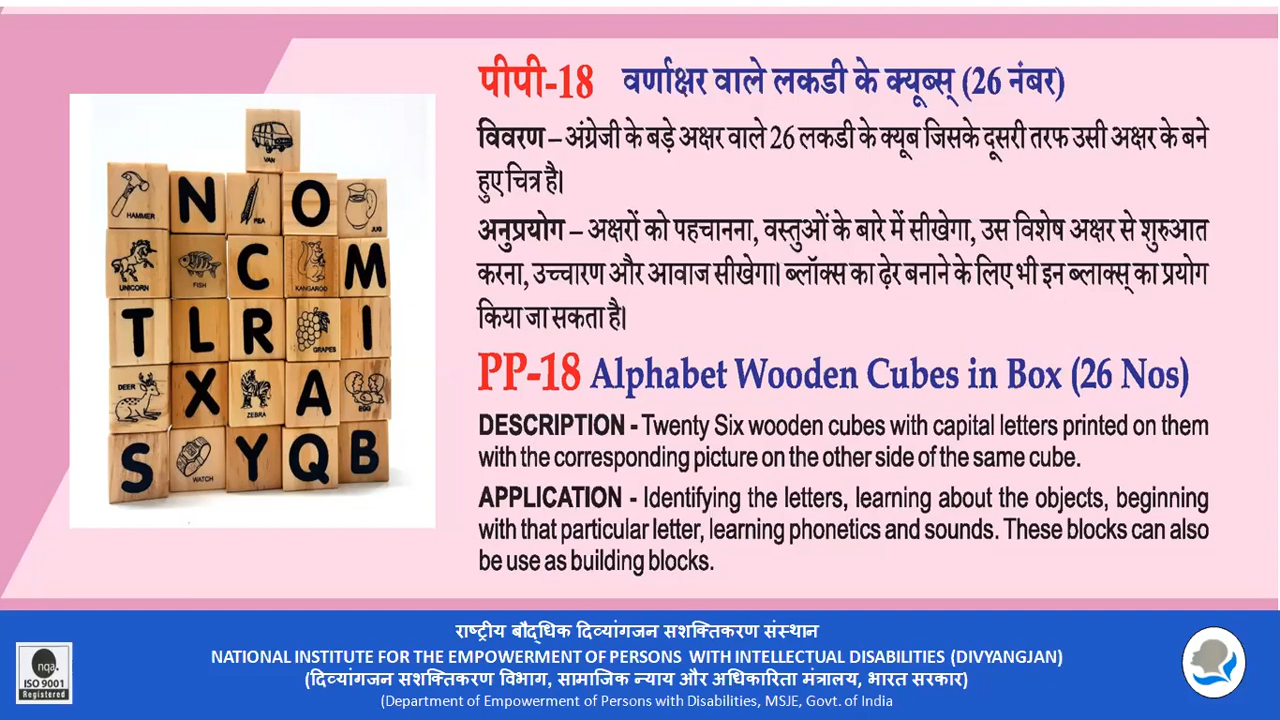 पीपी-18 वर्णाक्षर वाले लकडी के क्यूब्स् (26 नंबर)
विवरण – अंग्रेजी के बड़े अक्षर वाले 26 लकडी के क्यूब जिसके दूसरी तरफ उसी अक्षर के बने
हुए चित्र है।
अनुप्रयोग – अक्षरों को पहचानना, वस्तुओं के बारे में सीखेगा, उस विशेष अक्षर से शुरुआत
करना, उच्चारण और आवाज सीखेगा। ब्लॉक्स का ढ़ेर बनाने के लिए भी इन ब्लाक्स् का प्रयोग
किया जा सकता है।
PP-18 Alphabet Wooden Cubes in Box (26 Nos)
DESCRIPTION - Twenty Six wooden cubes with capital letters printed on them
with the corresponding picture on the other side of the same cube.
APPLICATION - Identifying the letters, learning about the objects, beginning
with that particular letter, learning phonetics and sounds. These blocks can also
be use as building blocks.
VAN
HAMMER N PEA O JUG
UNICORN FISH C KANGAROO M
T L R GRAPES I
DEER X ZEBRA A EGG
S WATCH Y Q B
राष्ट्रीय बौद्धिक दिव्यांगजन सशक्तिकरण संस्थान
NATIONAL INSTITUTE FOR THE EMPOWERMENT OF PERSONS WITH INTELLECTUAL DISABILITIES (DIVYANGJAN)
(दिव्यांगजन सशक्तिकरण विभाग, सामाजिक न्याय और अधिकारिता मंत्रालय, भारत सरकार)
(Department of Empowerment of Persons with Disabilities, MSJE, Govt. of India
nqa.
ISO 9001
Registered